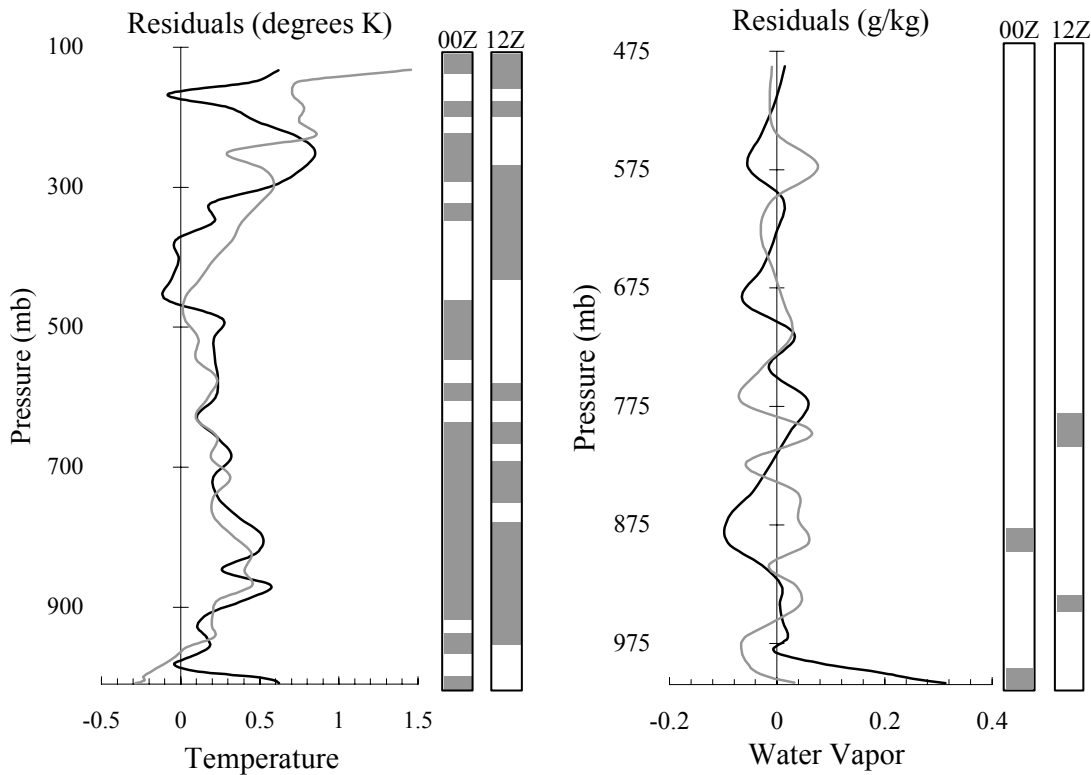 Residuals (degrees K)
00Z 12Z
100
300
500
700
900
Pressure (mb)
-0.5 0 0.5 1 1.5
Temperature
Residuals (g/kg)
00Z 12Z
475
575
675
775
875
975
Pressure (mb)
-0.2 0 0.2 0.4
Water Vapor